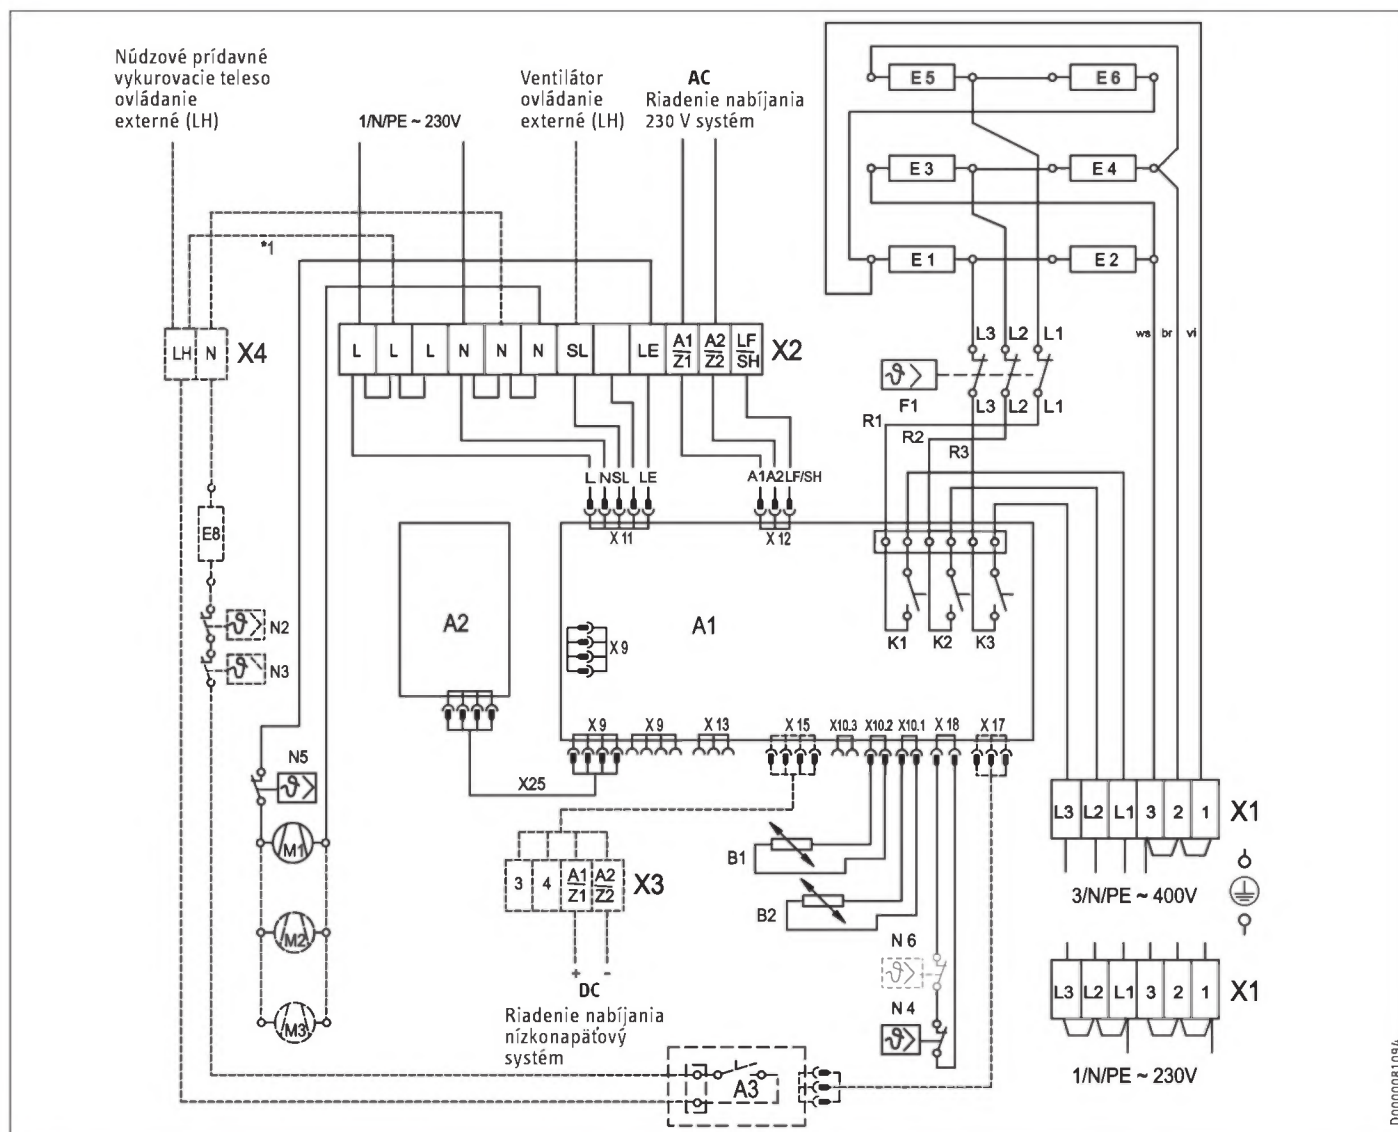 Núdzové prídavné
vykurovacie teleso
ovládanie
externé (LH)
1/N/PE ~ 230V
Ventilátor
ovládanie
externé (LH)
AC
Riadenie nabíjania
230 V systém
E 5
E 6
E 3
E 4
E 1
E 2
*1
LH
N
X4
L
L
L
N
N
N
SL
LE
A1
Z1
A2
Z2
LF
SH
X2
L3
L2
L1
ws
br
vi
F1
L3
L2
L1
R1
R2
R3
L
N
SL
LE
A1
A2
LF/SH
X 11
X 12
E8
N2
N3
A2
A1
X 9
K1
K2
K3
X 9
X 9
X 13
X 15
X10.3
X10.2
X10.1
X 18
X 17
X25
N5
M1
M2
M3
B1
B2
3
4
A1
Z1
A2
Z2
X3
+
-
DC
Riadenie nabíjania
nízkonapäťový
systém
N 6
N 4
A3
L3
L2
L1
3
2
1
X1
3/N/PE ~ 400V
L3
L2
L1
3
2
1
X1
1/N/PE ~ 230V
D0000081094